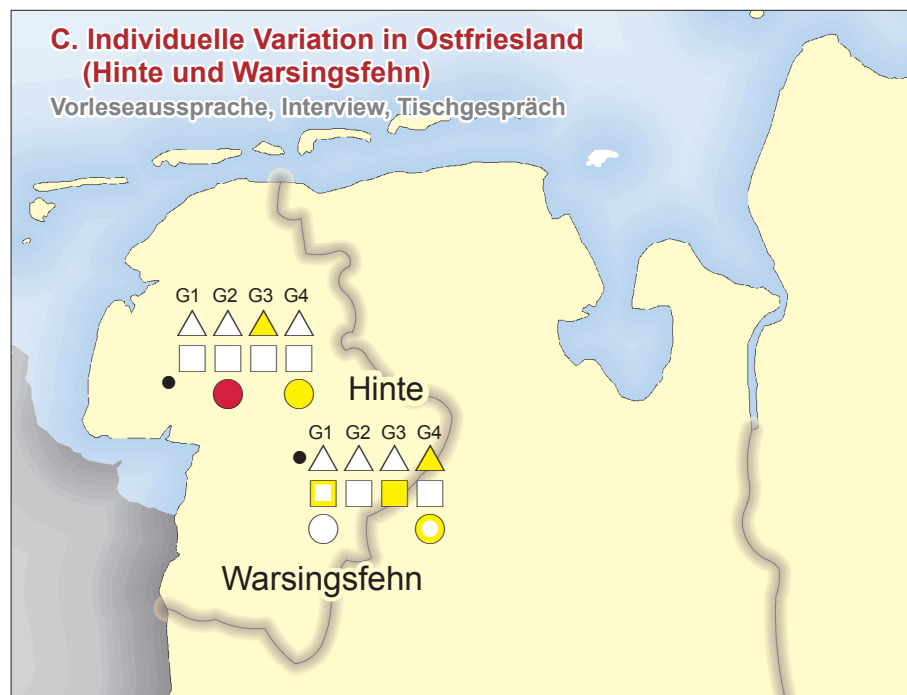 C. Individuelle Variation in Ostfriesland
(Hinte und Warsingsfehn)
Vorleseaussprache, Interview, Tischgespräch
G1 G2 G3 G4
Hinte
G1 G2 G3 G4
Warsingsfehn